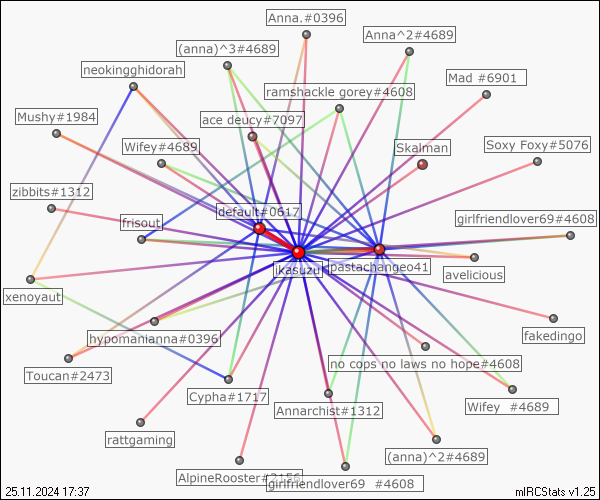 Anna.#0396
Anna^2#4689
(anna)^3#4689
neokingghidorah
Mad #6901
ramshackle gorey#4608
Mushy#1984
ace deucy#7097
Wifey#4689
Skalman
Soxy Foxy#5076
zibbits#1312
default#0617
girlfriendlover69#4608
frisout
ikasuzu
pastachangeo41
avelicious
xenoyaut
fakedingo
hypomanianna#0396
no cops no laws no hope#4608
Toucan#2473
Cypha#1717
Annarchist#1312
Wifey #4689
rattgaming
(anna)^2#4689
AlpineRooster#2156
girlfriendlover69 #4608
25.11.2024 17:37
mIRCStats v1.25